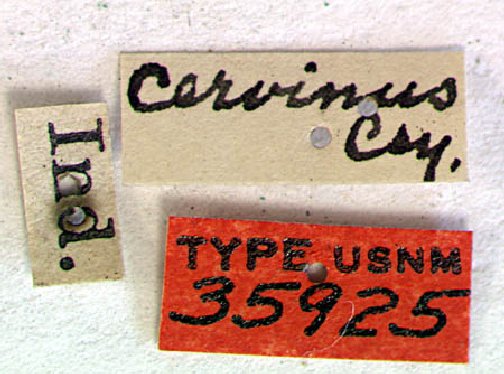 Cervinus
Csy.
Ind.
TYPE USNM
35925